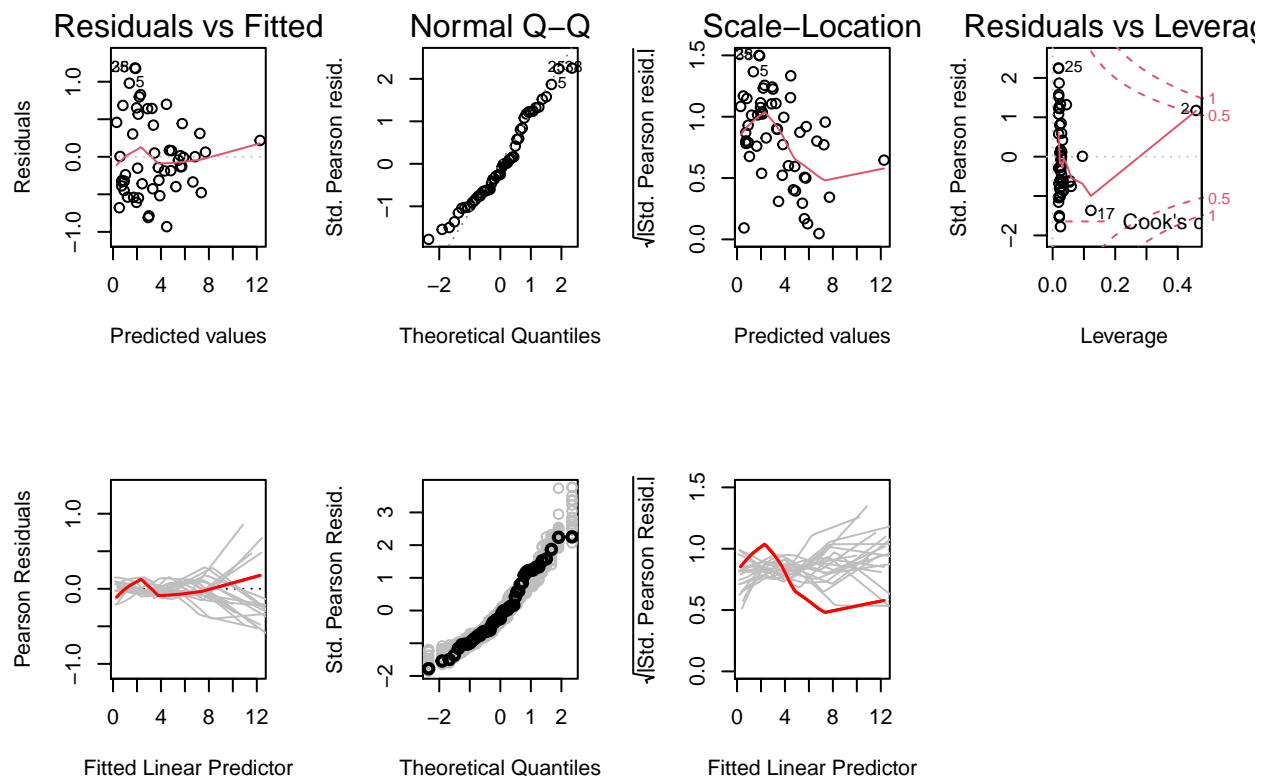 Residuals vs Fitted
Residuals
1.0
0.0
−1.0
5
0 4 8 12
Predicted values
Normal Q−Q
Std. Pearson resid.
2
1
0
−1
5
−2 0 1 2
Theoretical Quantiles
Scale−Location
√|Std. Pearson resid.|
1.5
1.0
0.5
0.0
5
0 4 8 12
Predicted values
Residuals vs Leverag
Std. Pearson resid.
2
1
0
−2
25
2
17
1
0.5
0.5
1
Cook's d
0.0 0.2 0.4
Leverage
Pearson Residuals
1.0
0.0
−1.0
0 4 8 12
Fitted Linear Predictor
Std. Pearson Resid.
3
2
0
−2
−2 0 1 2
Theoretical Quantiles
√|Std. Pearson Resid.|
1.5
1.0
0.5
0.0
0 4 8 12
Fitted Linear Predictor